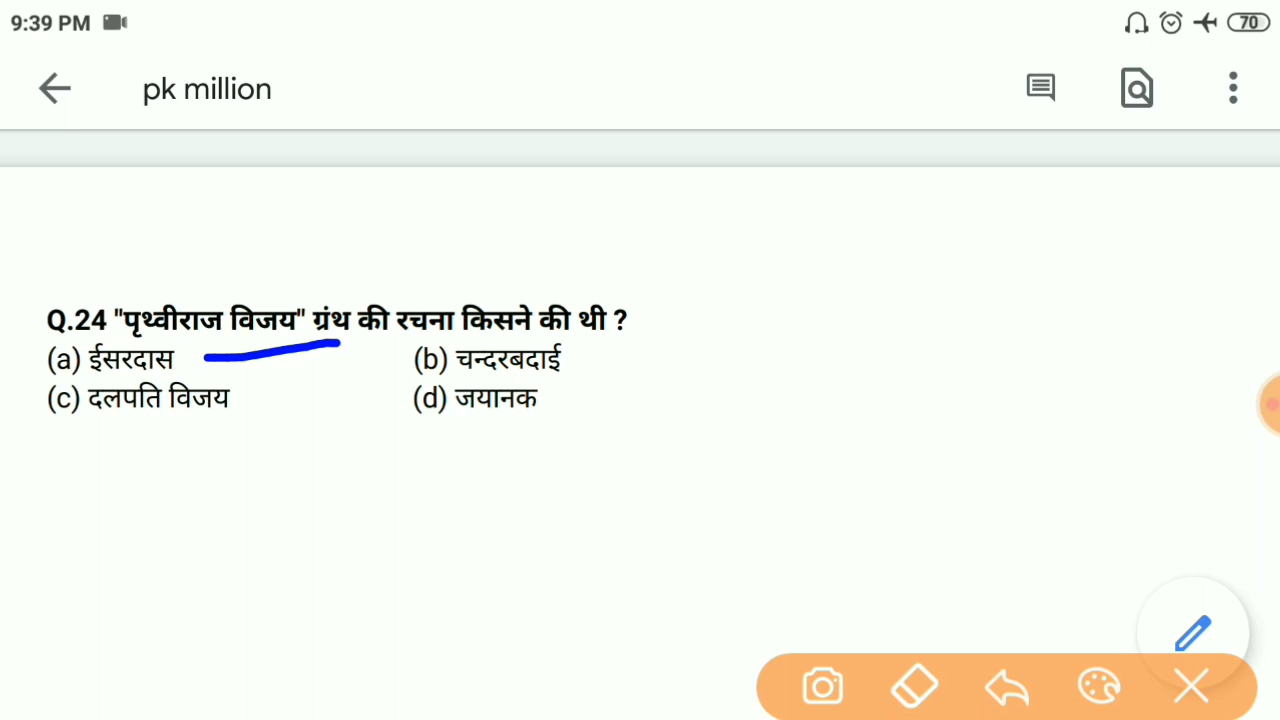 9:39 PM
70
pk million
Q.24 "पृथ्वीराज विजय" ग्रंथ की रचना किसने की थी ?
(a) ईसरदास (b) चन्दरबदाई
(c) दलपति विजय (d) जयानक